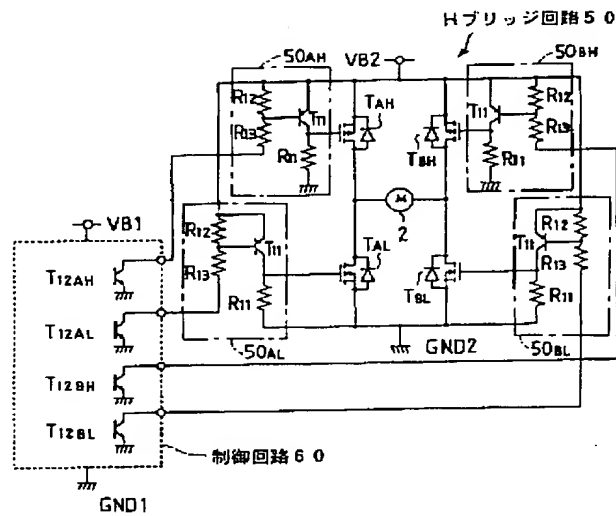 Hブリッジ回路50
50AH
VB2
50BH
R12
T11
R13
R11
TAH
TBH
T11
R12
R13
R11
M
2
VB1
R12
T11
R13
R11
TAL
TBL
T11
R12
R13
R11
T12AH
T12AL
T12BH
T12BL
50AL
GND2
50BL
制御回路60
GND1